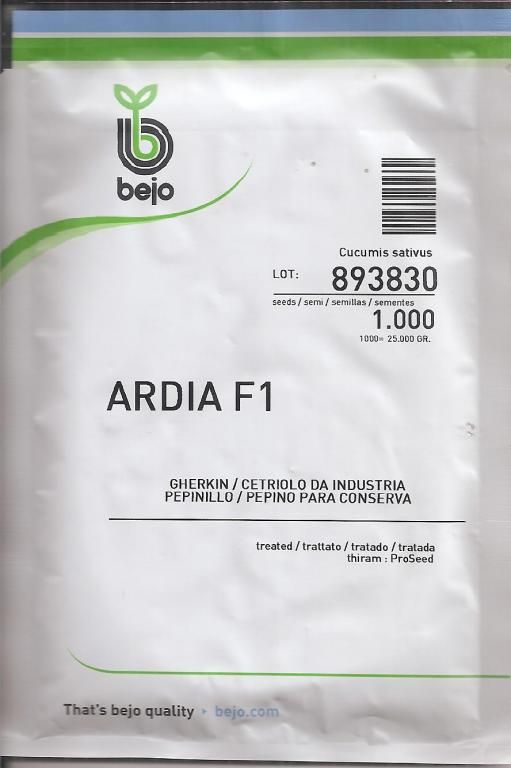 bejo
Cucumis sativus
LOT: 893830
seeds / semi / semillas / sementes
1.000
1000= 25.000 GR.
ARDIA F1
GHERKIN / CETRIOLO DA INDUSTRIA
PEPINILLO / PEPINO PARA CONSERVA
treated / trattato / tratado / tratada
thiram : ProSeed
That's bejo quality ▸ bejo.com